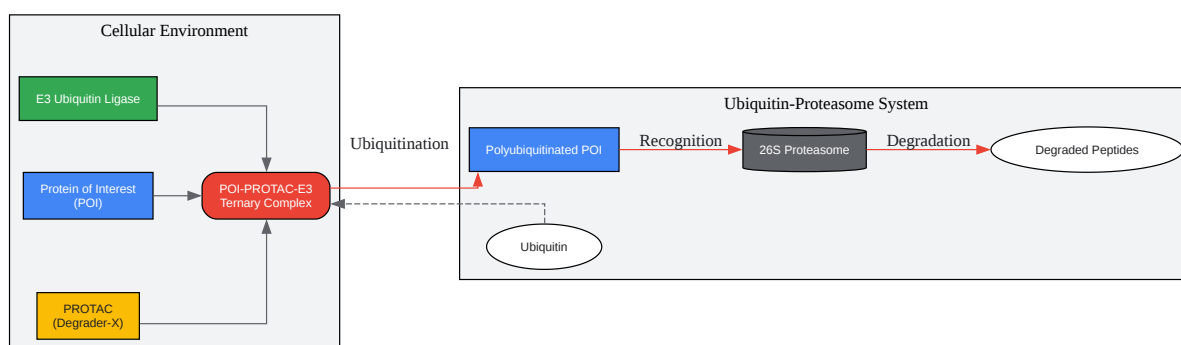 Cellular Environment
E3 Ubiquitin Ligase
Protein of Interest
(POI)
PROTAC
(Degrader-X)
POI-PROTAC-E3
Ternary Complex
Ubiquitination
Ubiquitin-Proteasome System
Polyubiquitinated POI
Recognition
26S Proteasome
Degradation
Degraded Peptides
Ubiquitin